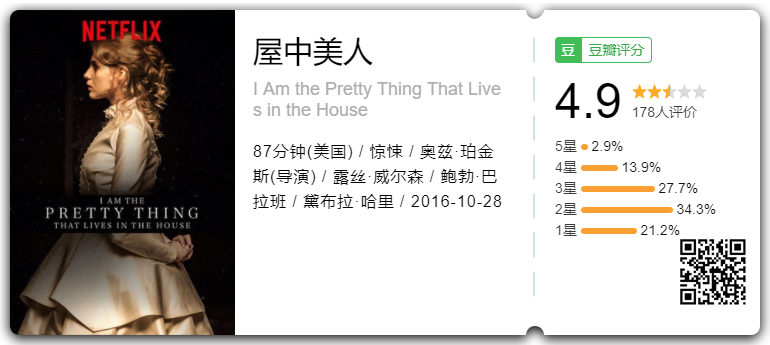 NETFLIX
I AM THE
PRETTY THING
THAT LIVES IN THE HOUSE
屋中美人
I Am the Pretty Thing That Live
s in the House
87分钟(美国) / 惊悚 / 奥兹·珀金
斯(导演) / 露丝·威尔森 / 鲍勃·巴
拉班 / 黛布拉·哈里 / 2016-10-28
豆 豆瓣评分
4.9
178人评价
5星 2.9%
4星 13.9%
3星 27.7%
2星 34.3%
1星 21.2%